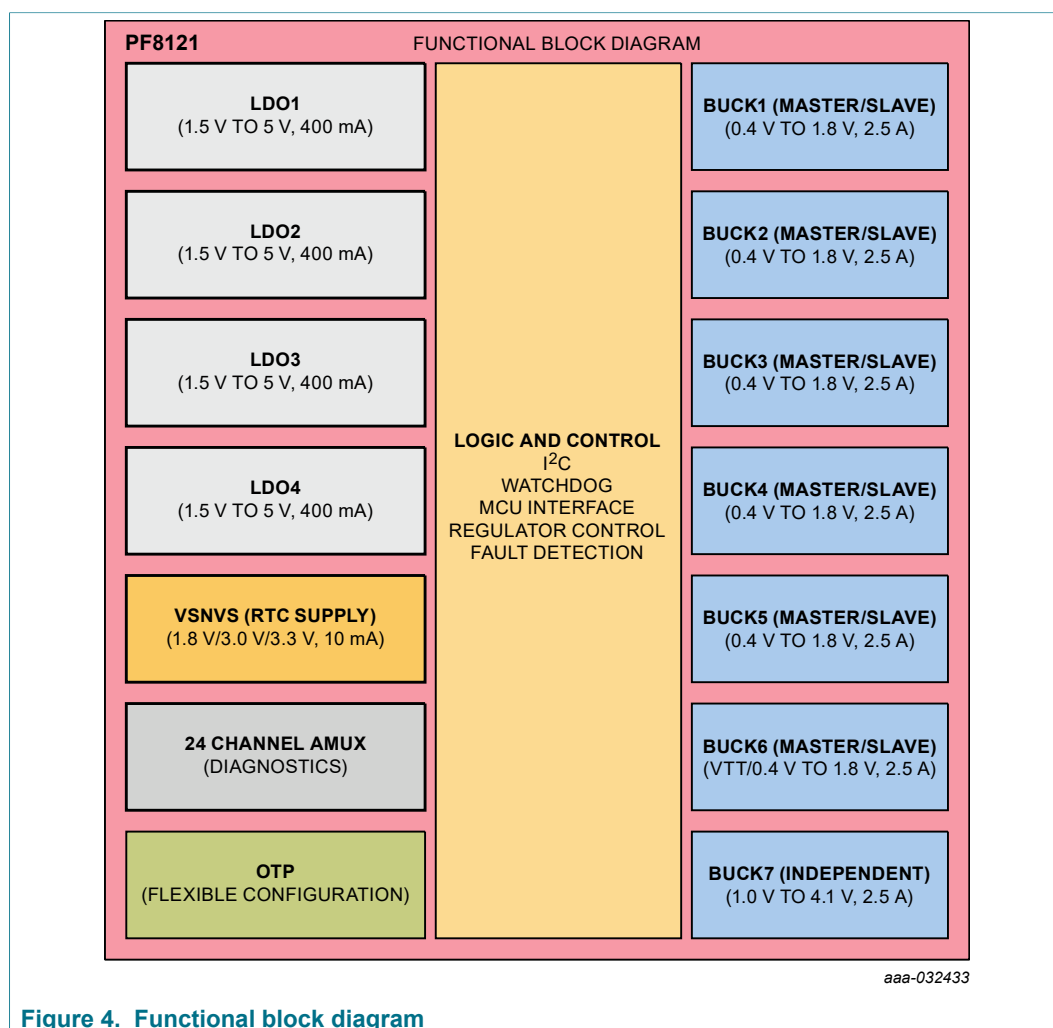 PF8121
FUNCTIONAL BLOCK DIAGRAM
LDO1
(1.5 V TO 5 V, 400 mA)
LDO2
(1.5 V TO 5 V, 400 mA)
LDO3
(1.5 V TO 5 V, 400 mA)
LDO4
(1.5 V TO 5 V, 400 mA)
VSNVS (RTC SUPPLY)
(1.8 V/3.0 V/3.3 V, 10 mA)
24 CHANNEL AMUX
(DIAGNOSTICS)
OTP
(FLEXIBLE CONFIGURATION)
LOGIC AND CONTROL
I²C
WATCHDOG
MCU INTERFACE
REGULATOR CONTROL
FAULT DETECTION
BUCK1 (MASTER/SLAVE)
(0.4 V TO 1.8 V, 2.5 A)
BUCK2 (MASTER/SLAVE)
(0.4 V TO 1.8 V, 2.5 A)
BUCK3 (MASTER/SLAVE)
(0.4 V TO 1.8 V, 2.5 A)
BUCK4 (MASTER/SLAVE)
(0.4 V TO 1.8 V, 2.5 A)
BUCK5 (MASTER/SLAVE)
(0.4 V TO 1.8 V, 2.5 A)
BUCK6 (MASTER/SLAVE)
(VTT/0.4 V TO 1.8 V, 2.5 A)
BUCK7 (INDEPENDENT)
(1.0 V TO 4.1 V, 2.5 A)
aaa-032433
Figure 4. Functional block diagram